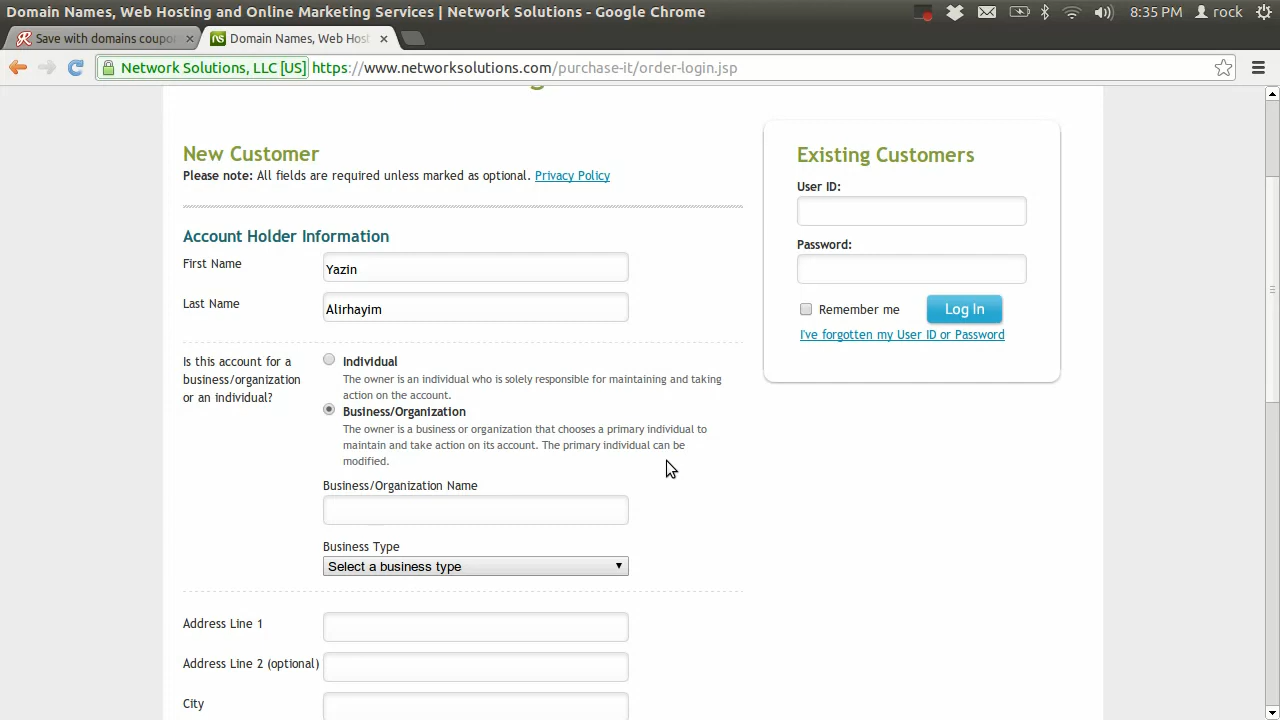 Domain Names, Web Hosting and Online Marketing Services | Network Solutions - Google Chrome
8:35 PM
rock
Save with domains coupo
Domain Names, Web Host
Network Solutions, LLC [US]
https://www.networksolutions.com/purchase-it/order-login.jsp
New Customer
Please note: All fields are required unless marked as optional. Privacy Policy
Account Holder Information
First Name
Yazin
Last Name
Alirhayim
Is this account for a
business/organization
or an individual?
Individual
The owner is an individual who is solely responsible for maintaining and taking
action on the account.
Business/Organization
The owner is a business or organization that chooses a primary individual to
maintain and take action on its account. The primary individual can be
modified.
Business/Organization Name
Business Type
Select a business type
Address Line 1
Address Line 2 (optional)
City
Existing Customers
User ID:
Password:
Remember me
Log In
I've forgotten my User ID or Password